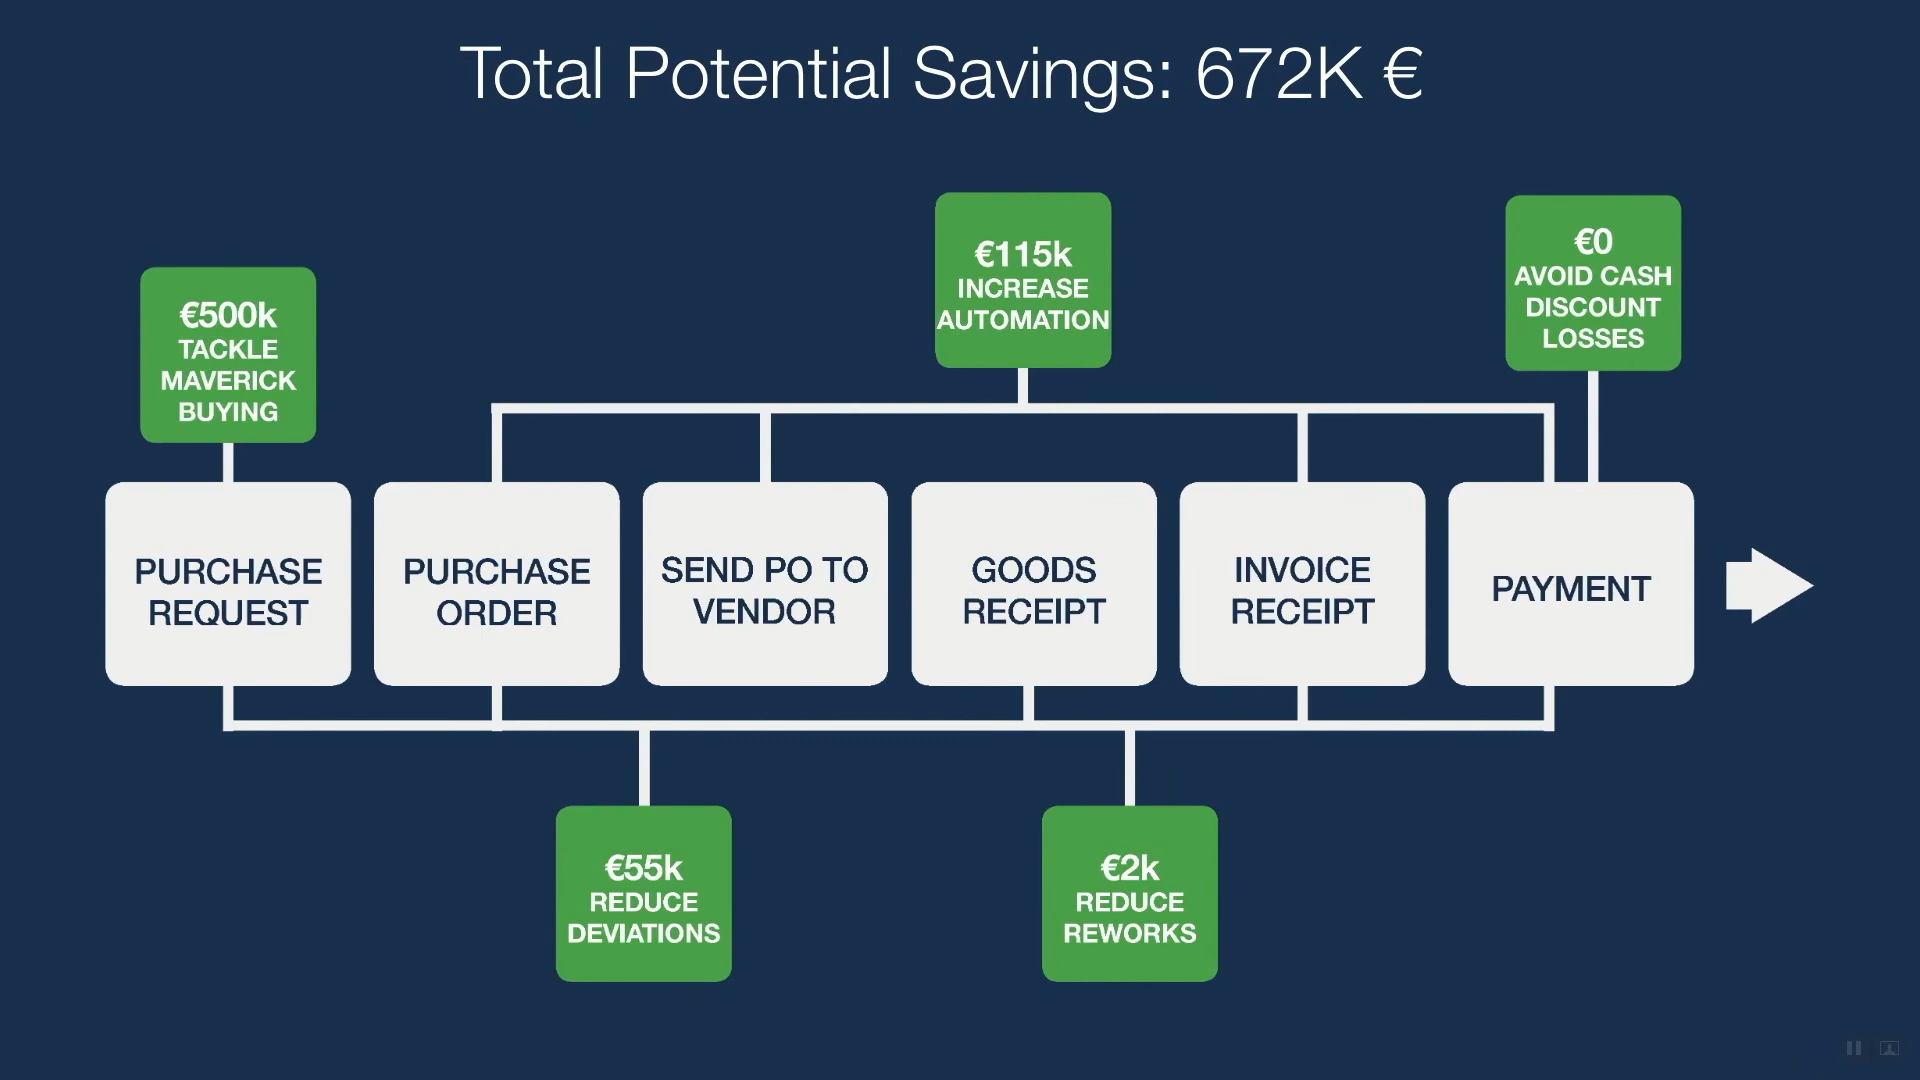 Total Potential Savings: 672K €
€500k
TACKLE
MAVERICK
BUYING
€115k
INCREASE
AUTOMATION
€0
AVOID CASH
DISCOUNT
LOSSES
PURCHASE
REQUEST
PURCHASE
ORDER
SEND PO TO
VENDOR
GOODS
RECEIPT
INVOICE
RECEIPT
PAYMENT
€55k
REDUCE
DEVIATIONS
€2k
REDUCE
REWORKS